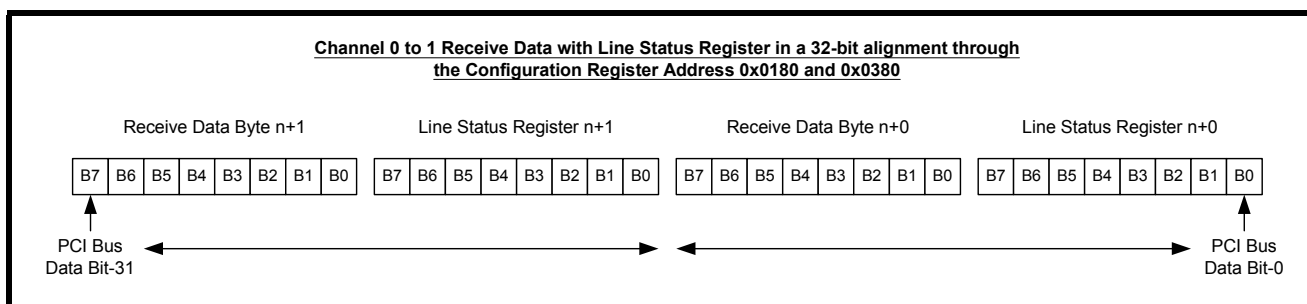 Channel 0 to 1 Receive Data with Line Status Register in a 32-bit alignment through
the Configuration Register Address 0x0180 and 0x0380
Receive Data Byte n+1 Line Status Register n+1 Receive Data Byte n+0 Line Status Register n+0
B7 B6 B5 B4 B3 B2 B1 B0 B7 B6 B5 B4 B3 B2 B1 B0 B7 B6 B5 B4 B3 B2 B1 B0 B7 B6 B5 B4 B3 B2 B1 B0
PCI Bus
Data Bit-31
PCI Bus
Data Bit-0